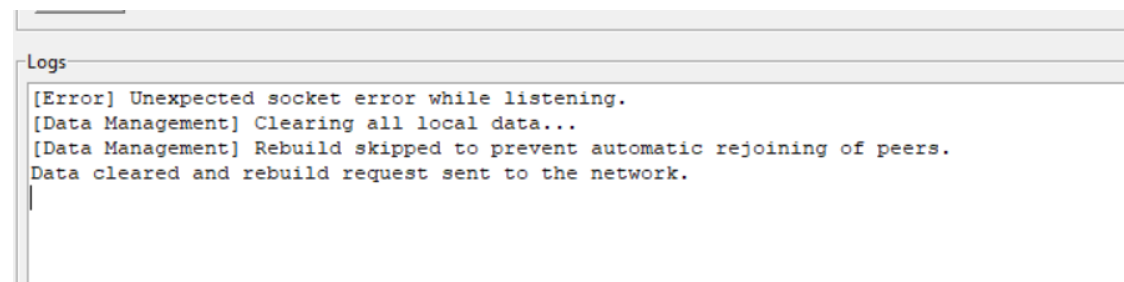 Logs
[Error] Unexpected socket error while listening.
[Data Management] Clearing all local data...
[Data Management] Rebuild skipped to prevent automatic rejoining of peers.
Data cleared and rebuild request sent to the network.